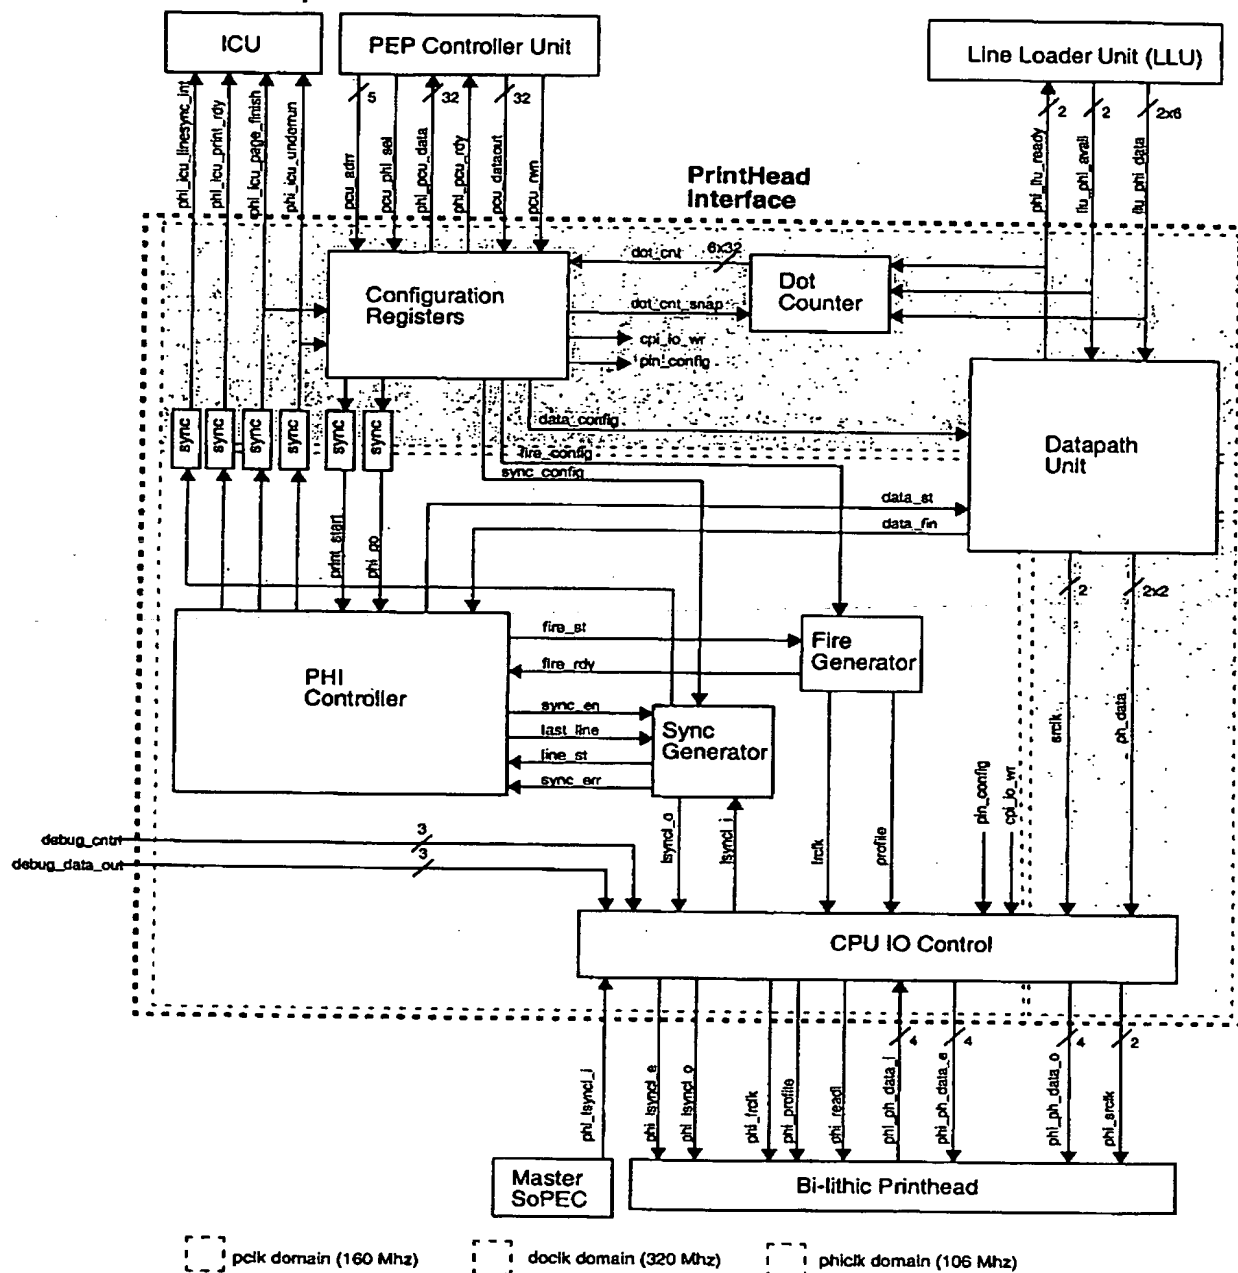 ICU
PEP Controller Unit
Line Loader Unit (LLU)
phi_icu_linesync_int
phi_icu_print_rdy
phi_icu_page_finish
phi_icu_underrun
5
32
32
pcu_adrr
pcu_phi_sel
phi_pcu_data
phi_pcu_rdy
pcu_dataout
pcu_rwn
2
2
2x6
phi_llu_ready
llu_phi_avail
llu_phi_data
PrintHead
Interface
Configuration
Registers
dot_cnt
6x32
dot_cnt_snap
cpi_io_wr
pin_config
Dot
Counter
sync
sync
sync
sync
sync
sync
data_config
fire_config
sync_config
Datapath
Unit
print_start
phi_go
data_st
data_fin
2
2x2
PHI
Controller
fire_st
fire_rdy
Fire
Generator
sync_en
last_line
line_st
sync_err
Sync
Generator
srclk
ph_data
debug_cntrl
3
debug_data_out
3
lsyncl_o
lsyncl_i
frclk
profile
pin_config
cpi_io_wr
CPU IO Control
phi_lsyncl_i
phi_lsyncl_e
phi_lsyncl_o
phi_frclk
phi_profile
phi_readl
phi_ph_data_i
4
phi_ph_data_e
4
phi_ph_data_o
4
phi_srclk
2
Master
SoPEC
Bi-lithic Printhead
pclk domain (160 Mhz)
doclk domain (320 Mhz)
phiclk domain (106 Mhz)